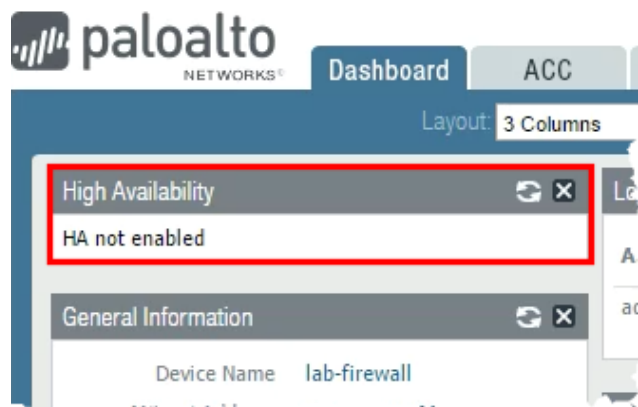 paloalto
NETWORKS®
Dashboard ACC
Layout: 3 Columns
High Availability
HA not enabled
General Information
Device Name lab-firewall